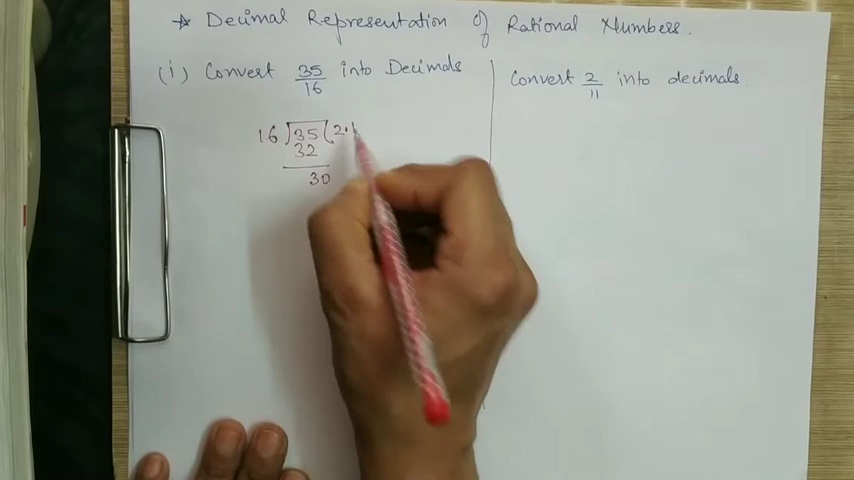 * Decimal Representation of Rational Numbers.
(i) Convert 35/16 into Decimals
16 ) 35 ( 2.1
32
30
Convert 2/11 into decimals.